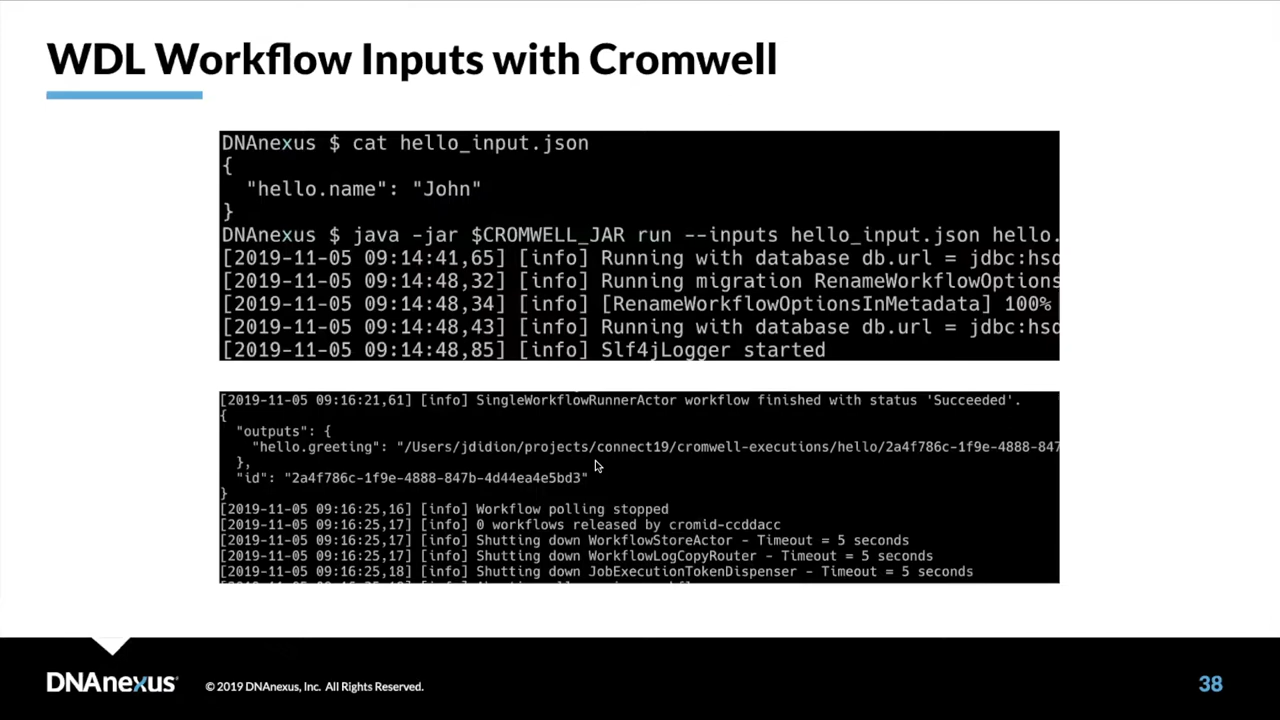 WDL Workflow Inputs with Cromwell
DNAnexus $ cat hello_input.json
{
  "hello.name": "John"
}
DNAnexus $ java -jar $CROMWELL_JAR run --inputs hello_input.json hello.
[2019-11-05 09:14:41,65] [info] Running with database db.url = jdbc:hsq
[2019-11-05 09:14:48,32] [info] Running migration RenameWorkflowOptions
[2019-11-05 09:14:48,34] [info] [RenameWorkflowOptionsInMetadata] 100%
[2019-11-05 09:14:48,43] [info] Running with database db.url = jdbc:hsq
[2019-11-05 09:14:48,85] [info] Slf4jLogger started
[2019-11-05 09:16:21,61] [info] SingleWorkflowRunnerActor workflow finished with status 'Succeeded'.
{
  "outputs": {
    "hello.greeting": "/Users/jdidion/projects/connect19/cromwell-executions/hello/2a4f786c-1f9e-4888-847
  },
  "id": "2a4f786c-1f9e-4888-847b-4d44ea4e5bd3"
}
[2019-11-05 09:16:25,16] [info] Workflow polling stopped
[2019-11-05 09:16:25,17] [info] 0 workflows released by cromid-ccddacc
[2019-11-05 09:16:25,17] [info] Shutting down WorkflowStoreActor - Timeout = 5 seconds
[2019-11-05 09:16:25,17] [info] Shutting down WorkflowLogCopyRouter - Timeout = 5 seconds
[2019-11-05 09:16:25,18] [info] Shutting down JobExecutionTokenDispenser - Timeout = 5 seconds
DNAnexus
© 2019 DNAnexus, Inc. All Rights Reserved.
38